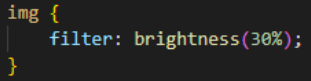 img {
    filter: brightness(30%);
}